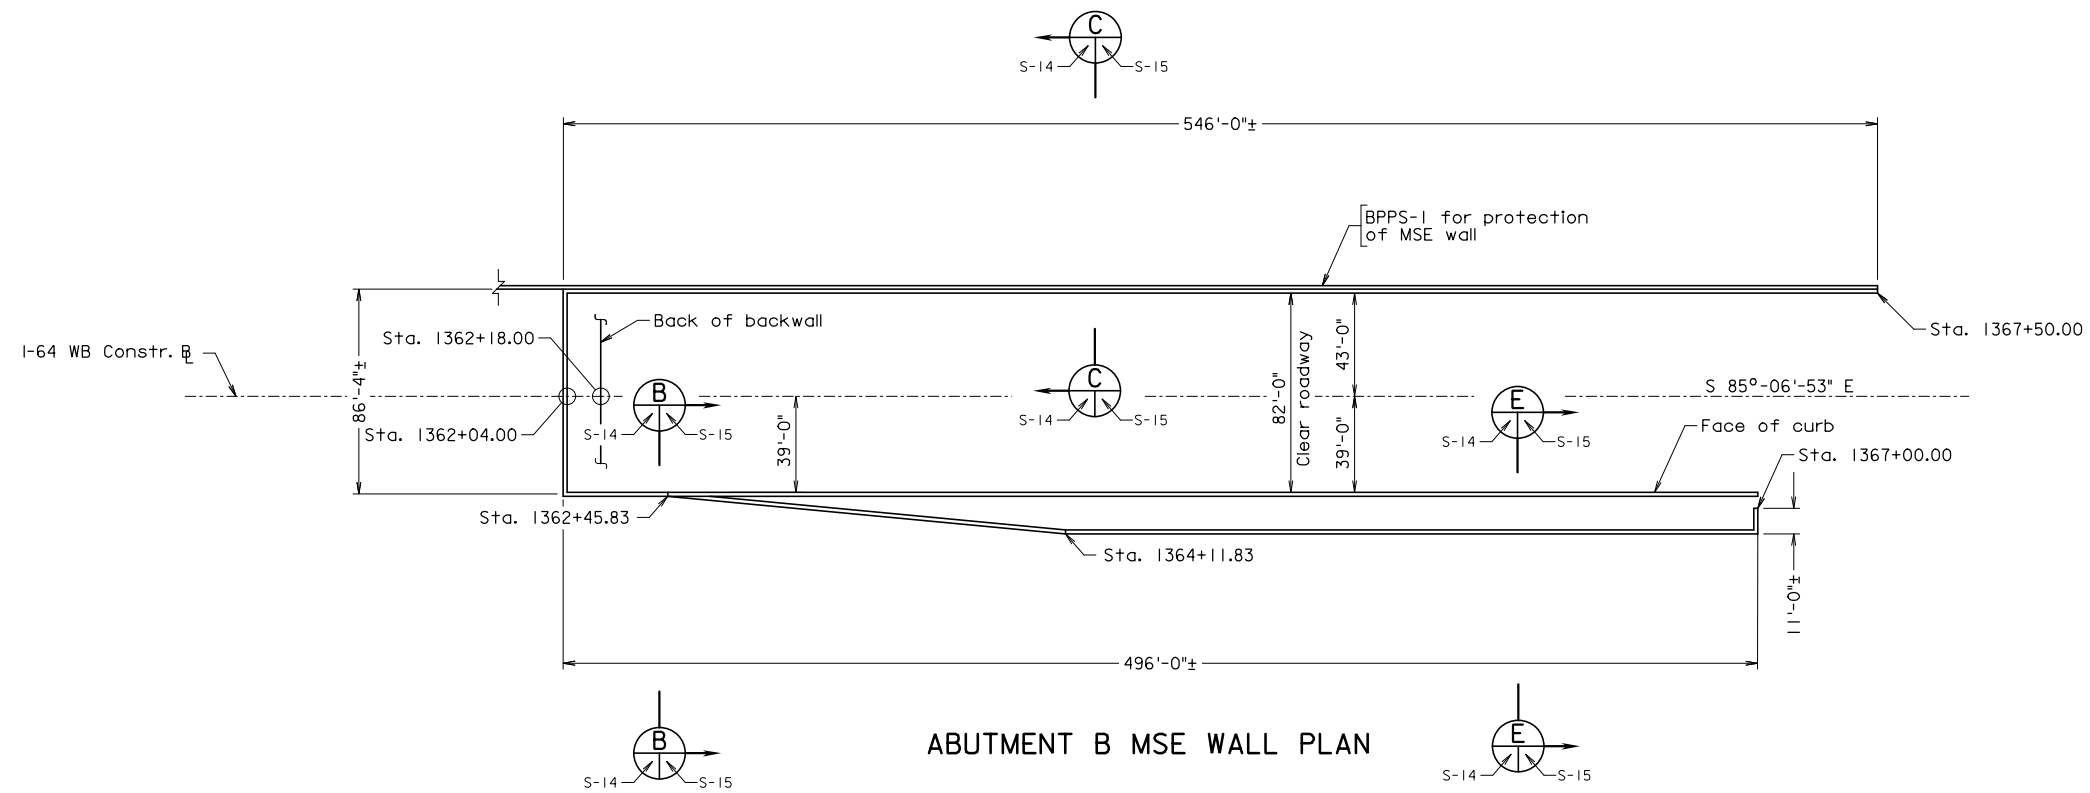 C
S-14 S-15
546'-0"±
BPPS-1 for protection
of MSE wall
Back of backwall
Sta. 1362+18.00
Sta. 1367+50.00
I-64 WB Constr. ℄
86'-4"±
Sta. 1362+04.00
B
S-14 S-15
39'-0"
C
S-14 S-15
82'-0"
Clear roadway
43'-0"
39'-0"
E
S-14 S-15
S 85°-06'-53" E
Face of curb
Sta. 1367+00.00
Sta. 1362+45.83
Sta. 1364+11.83
11'-0"±
496'-0"±
B
S-14 S-15
ABUTMENT B MSE WALL PLAN
E
S-14 S-15